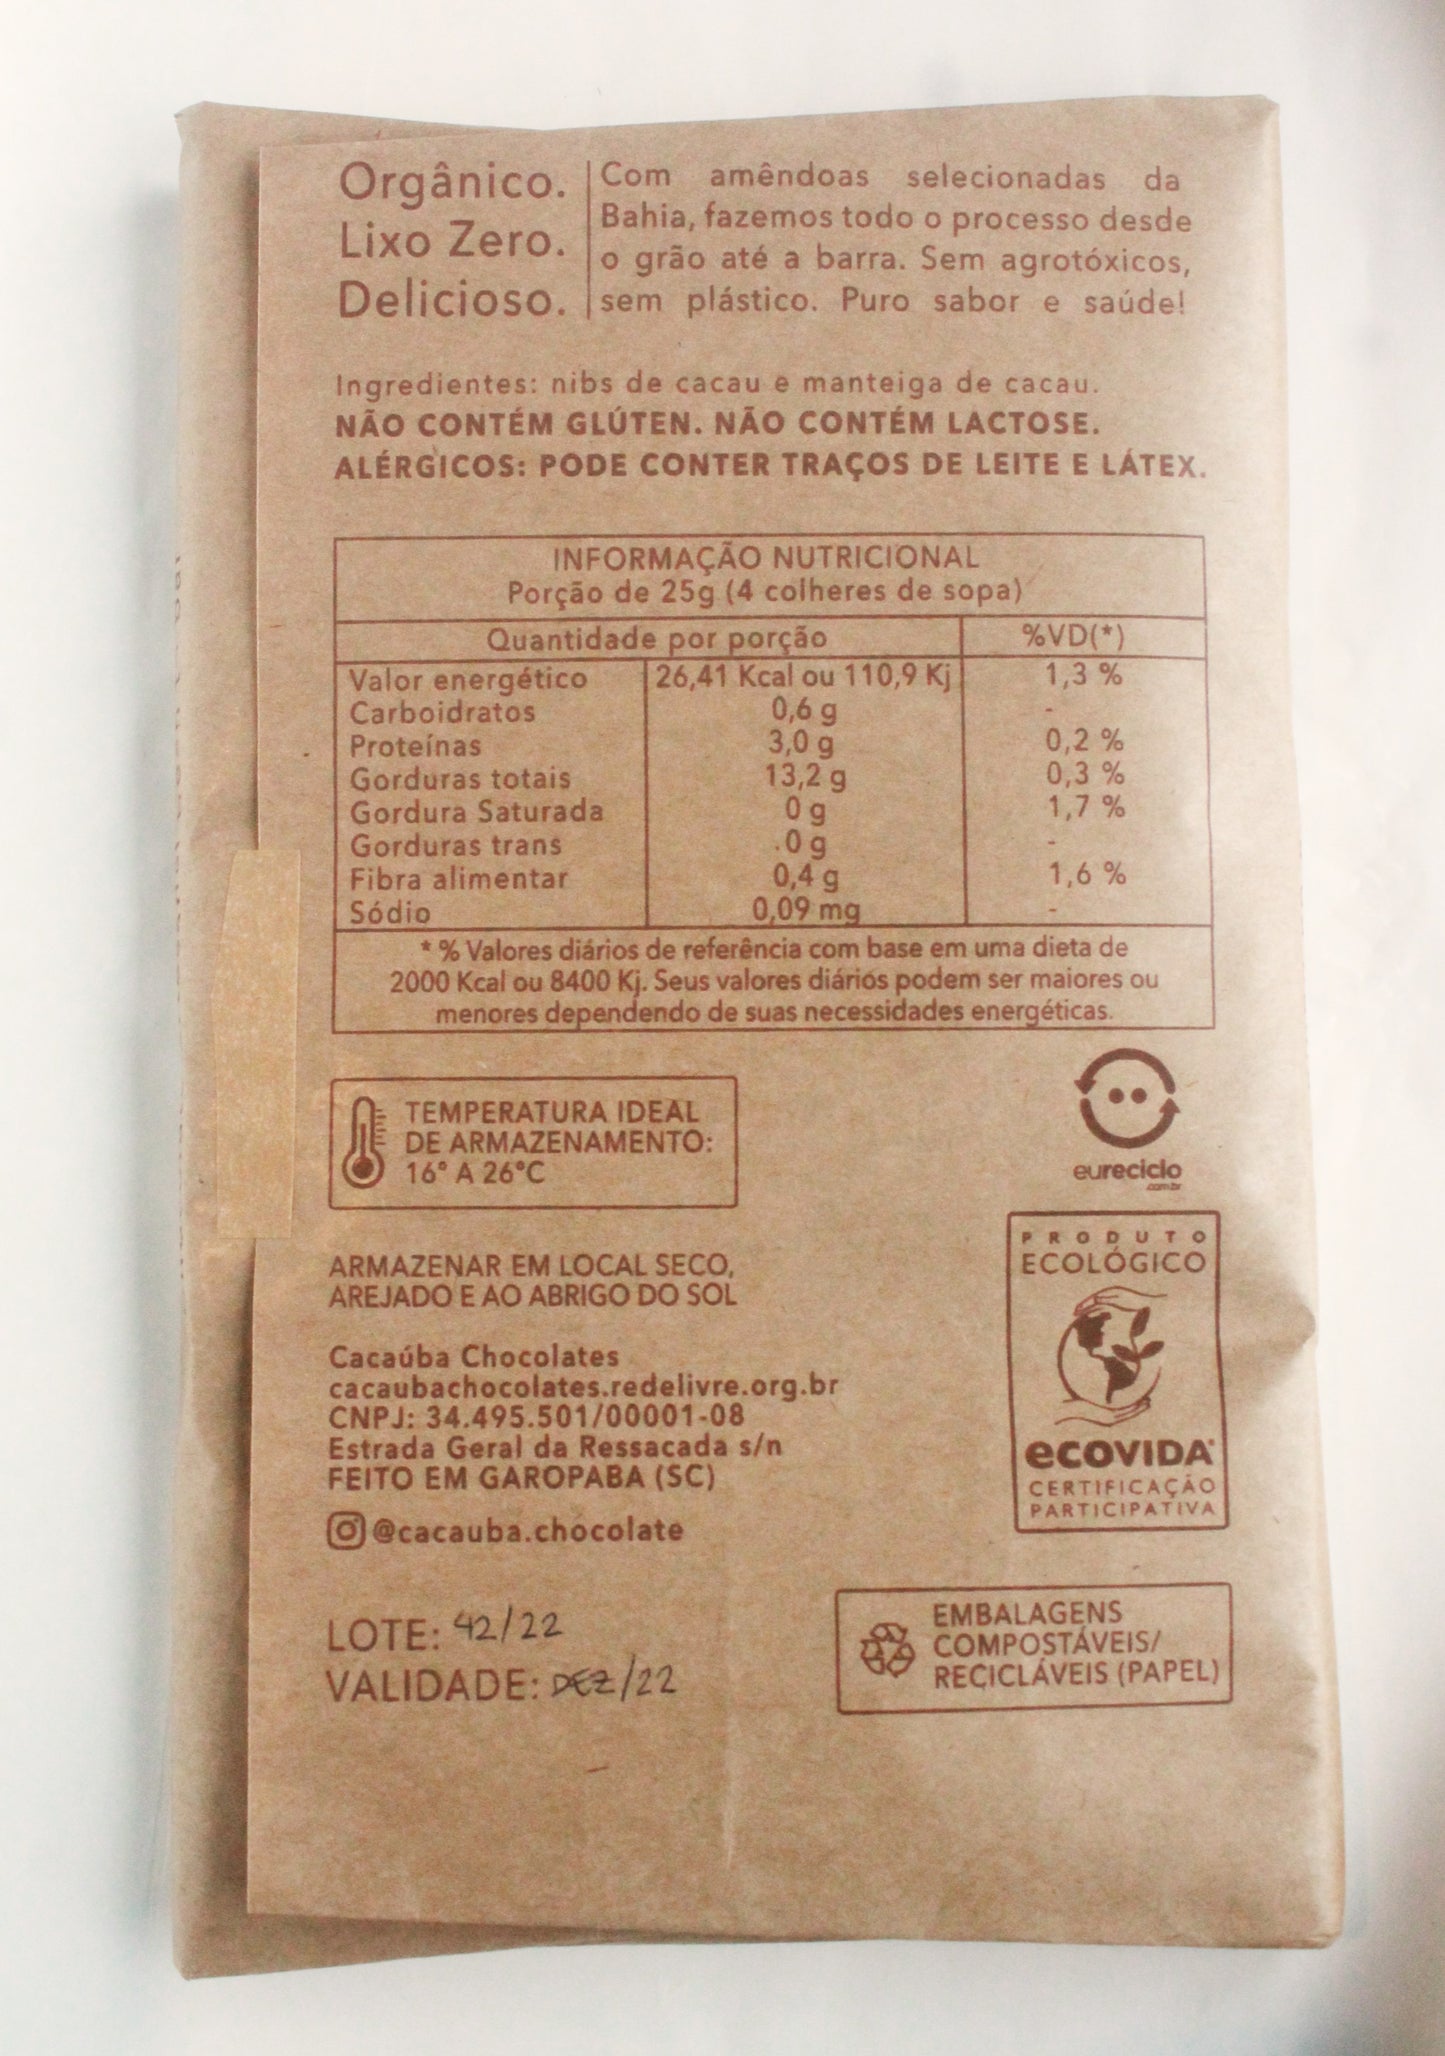 Orgânico.
Lixo Zero.
Delicioso.
Com amêndoas selecionadas da
Bahia, fazemos todo o processo desde
o grão até a barra. Sem agrotóxicos,
sem plástico. Puro sabor e saúde!
Ingredientes: nibs de cacau e manteiga de cacau.
NÃO CONTÉM GLÚTEN. NÃO CONTÉM LACTOSE.
ALÉRGICOS: PODE CONTER TRAÇOS DE LEITE E LÁTEX.
INFORMAÇÃO NUTRICIONAL
Porção de 25g (4 colheres de sopa)
Quantidade por porção %VD(*)
Valor energético 26,41 Kcal ou 110,9 Kj 1,3 %
Carboidratos 0,6 g -
Proteínas 3,0 g 0,2 %
Gorduras totais 13,2 g 0,3 %
Gordura Saturada 0 g 1,7 %
Gorduras trans 0 g -
Fibra alimentar 0,4 g 1,6 %
Sódio 0,09 mg -
* % Valores diários de referência com base em uma dieta de
2000 Kcal ou 8400 Kj. Seus valores diários podem ser maiores ou
menores dependendo de suas necessidades energéticas.
TEMPERATURA IDEAL
DE ARMAZENAMENTO:
16° A 26°C
eureciclo
.com.br
PRODUTO
ECOLÓGICO
ECOVIDA
CERTIFICAÇÃO
PARTICIPATIVA
ARMAZENAR EM LOCAL SECO,
AREJADO E AO ABRIGO DO SOL
Cacaúba Chocolates
cacaubachocolates.redelivre.org.br
CNPJ: 34.495.501/00001-08
Estrada Geral da Ressacada s/n
FEITO EM GAROPABA (SC)
@cacauba.chocolate
LOTE: 42/22
VALIDADE: DEZ/22
EMBALAGENS
COMPOSTÁVEIS/
RECICLÁVEIS (PAPEL)